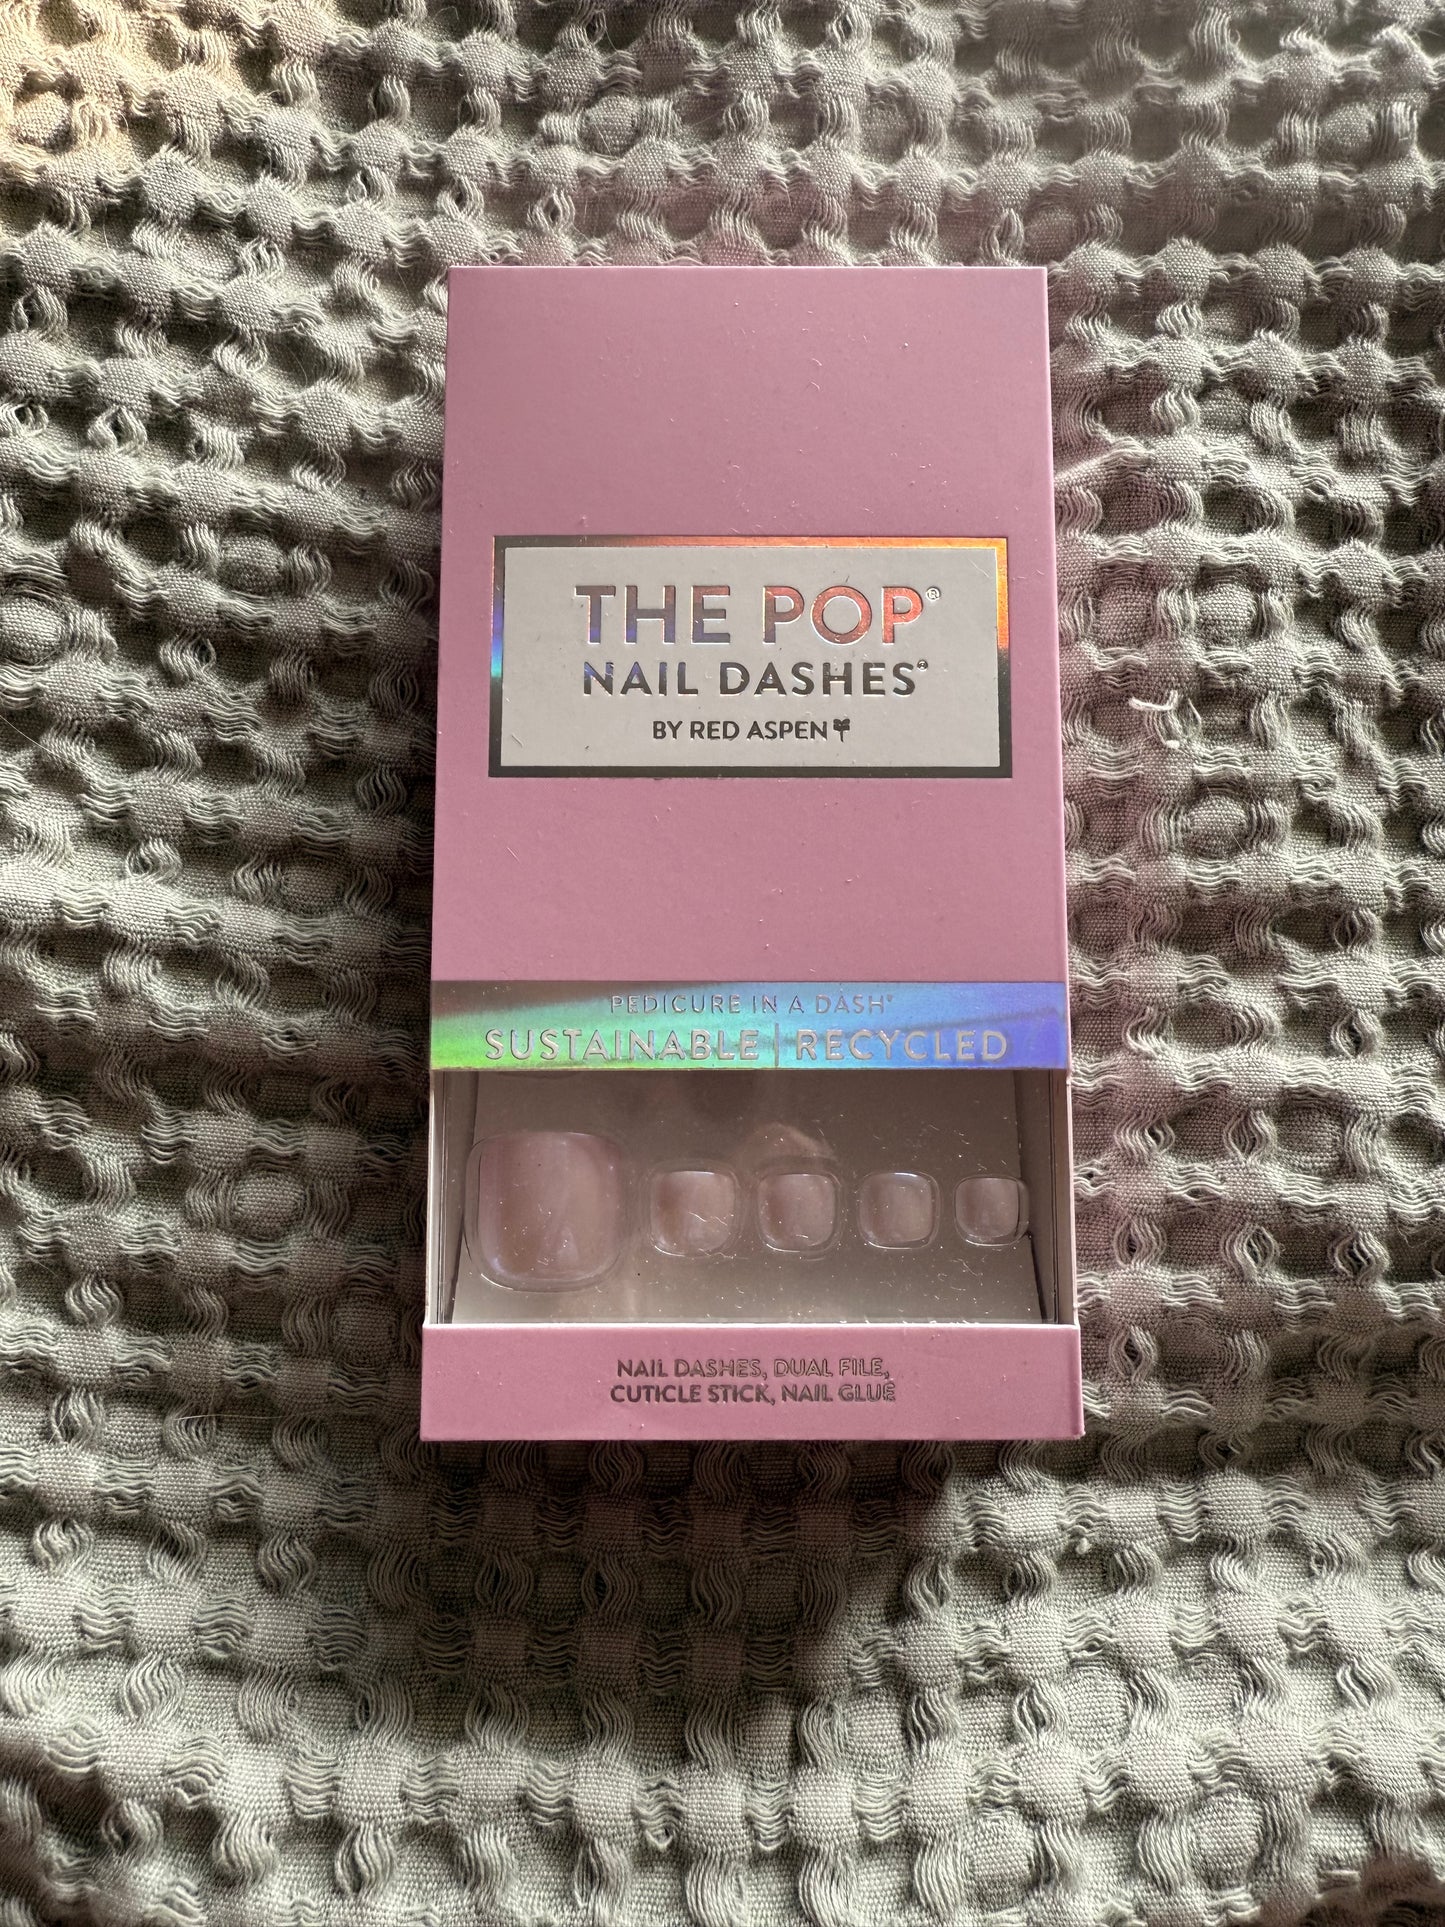 THE POP®
NAIL DASHES®
BY RED ASPEN
PEDICURE IN A DASH®
SUSTAINABLE | RECYCLED
NAIL DASHES, DUAL FILE,
CUTICLE STICK, NAIL GLUE